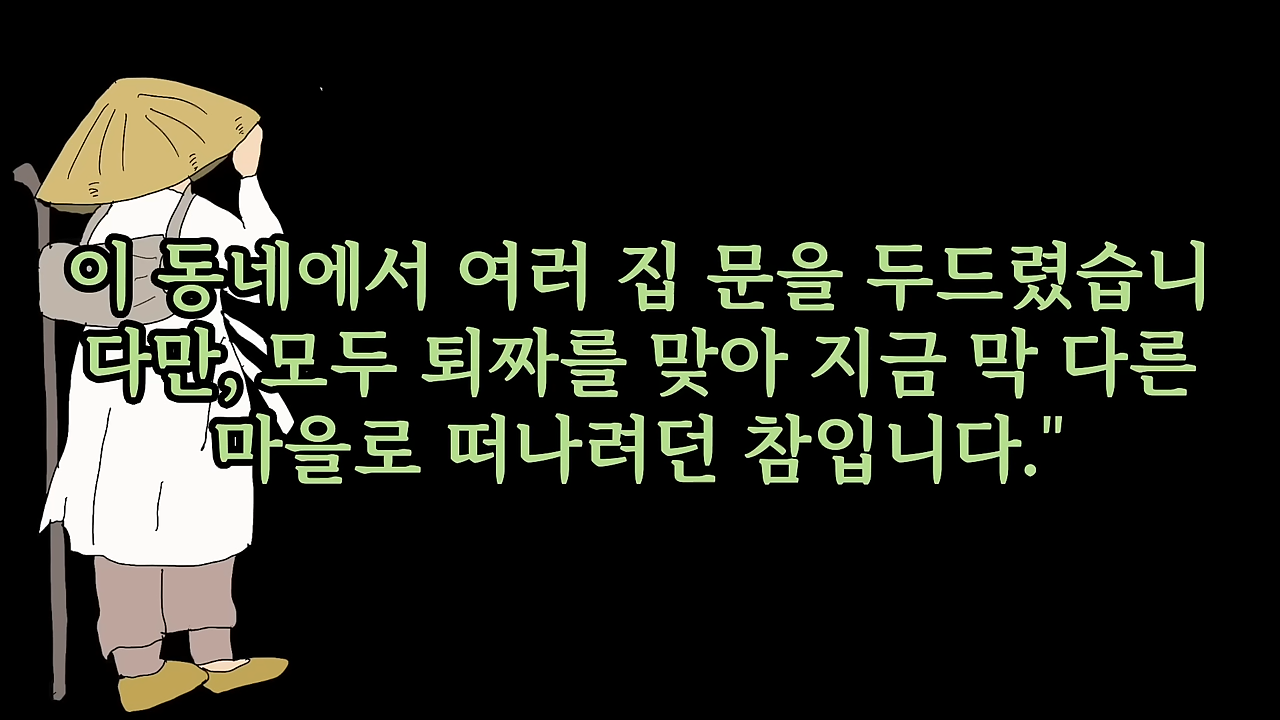 이 동네에서 여러 집 문을 두드렸습니
다만, 모두 퇴짜를 맞아 지금 막 다른
마을로 떠나려던 참입니다."